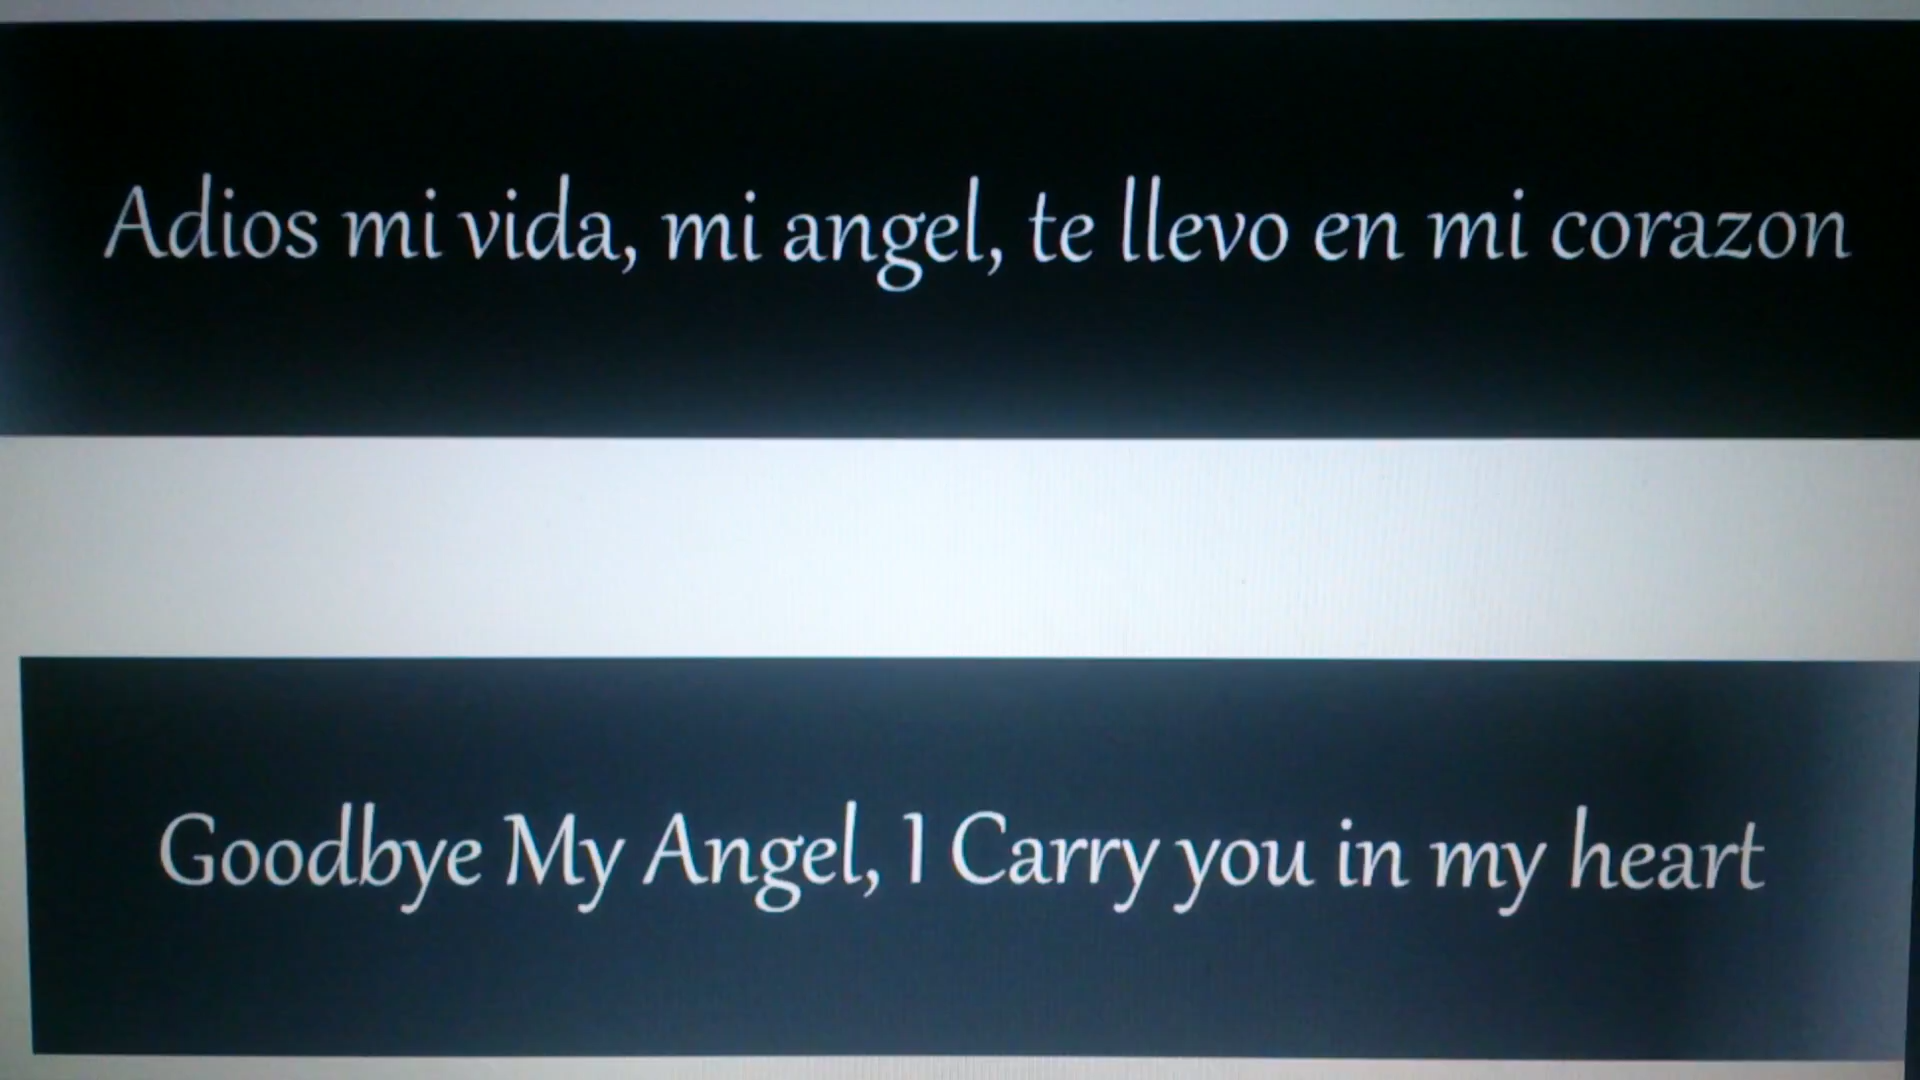 Adios mi vida, mi angel, te llevo en mi corazon
Goodbye My Angel, I Carry you in my heart